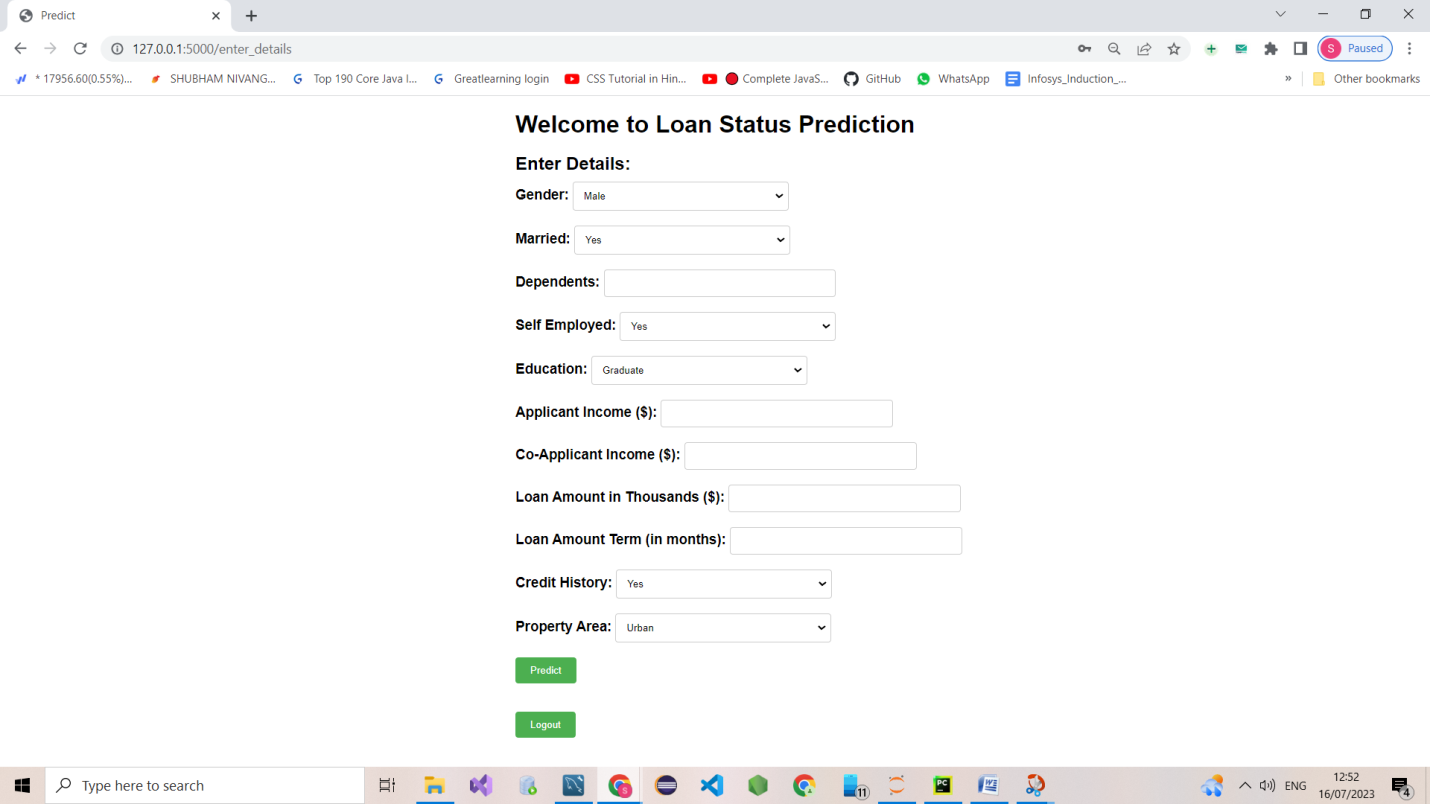 Predict
127.0.0.1:5000/enter_details
S Paused
* 17956.60(0.55%)... SHUBHAM NIVANG... Top 190 Core Java I... Greatlearning login CSS Tutorial in Hin... Complete JavaS... GitHub WhatsApp Infosys_Induction_... » Other bookmarks
Welcome to Loan Status Prediction
Enter Details:
Gender: Male
Married: Yes
Dependents:
Self Employed: Yes
Education: Graduate
Applicant Income ($):
Co-Applicant Income ($):
Loan Amount in Thousands ($):
Loan Amount Term (in months):
Credit History: Yes
Property Area: Urban
Predict
Logout
Type here to search
S
11
PC
W
ENG
12:52
16/07/2023
4